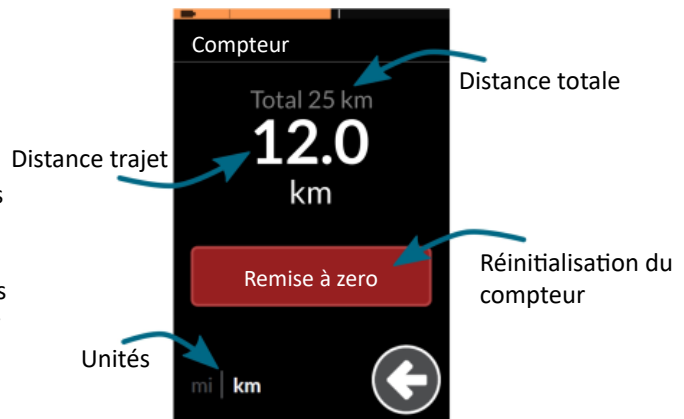 Compteur
Distance totale
Total 25 km
12.0
Distance trajet
km
s
Remise à zero
Réinitialisation du
compteur
s
Unités
mi | km